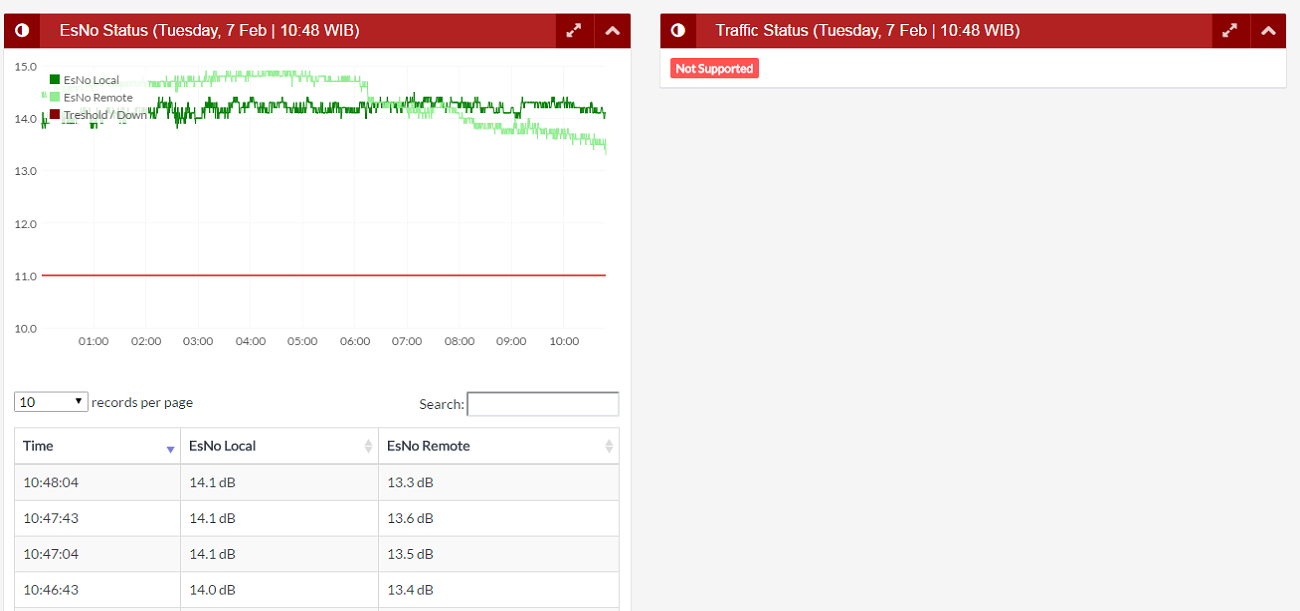 EsNo Status (Tuesday, 7 Feb | 10:48 WIB)
15.0
14.0
13.0
12.0
11.0
10.0
EsNo Local
EsNo Remote
Treshold / Down
01:00 02:00 03:00 04:00 05:00 06:00 07:00 08:00 09:00 10:00
10 records per page
Search:
Time EsNo Local EsNo Remote
10:48:04 14.1 dB 13.3 dB
10:47:43 14.1 dB 13.6 dB
10:47:04 14.1 dB 13.5 dB
10:46:43 14.0 dB 13.4 dB
Traffic Status (Tuesday, 7 Feb | 10:48 WIB)
Not Supported